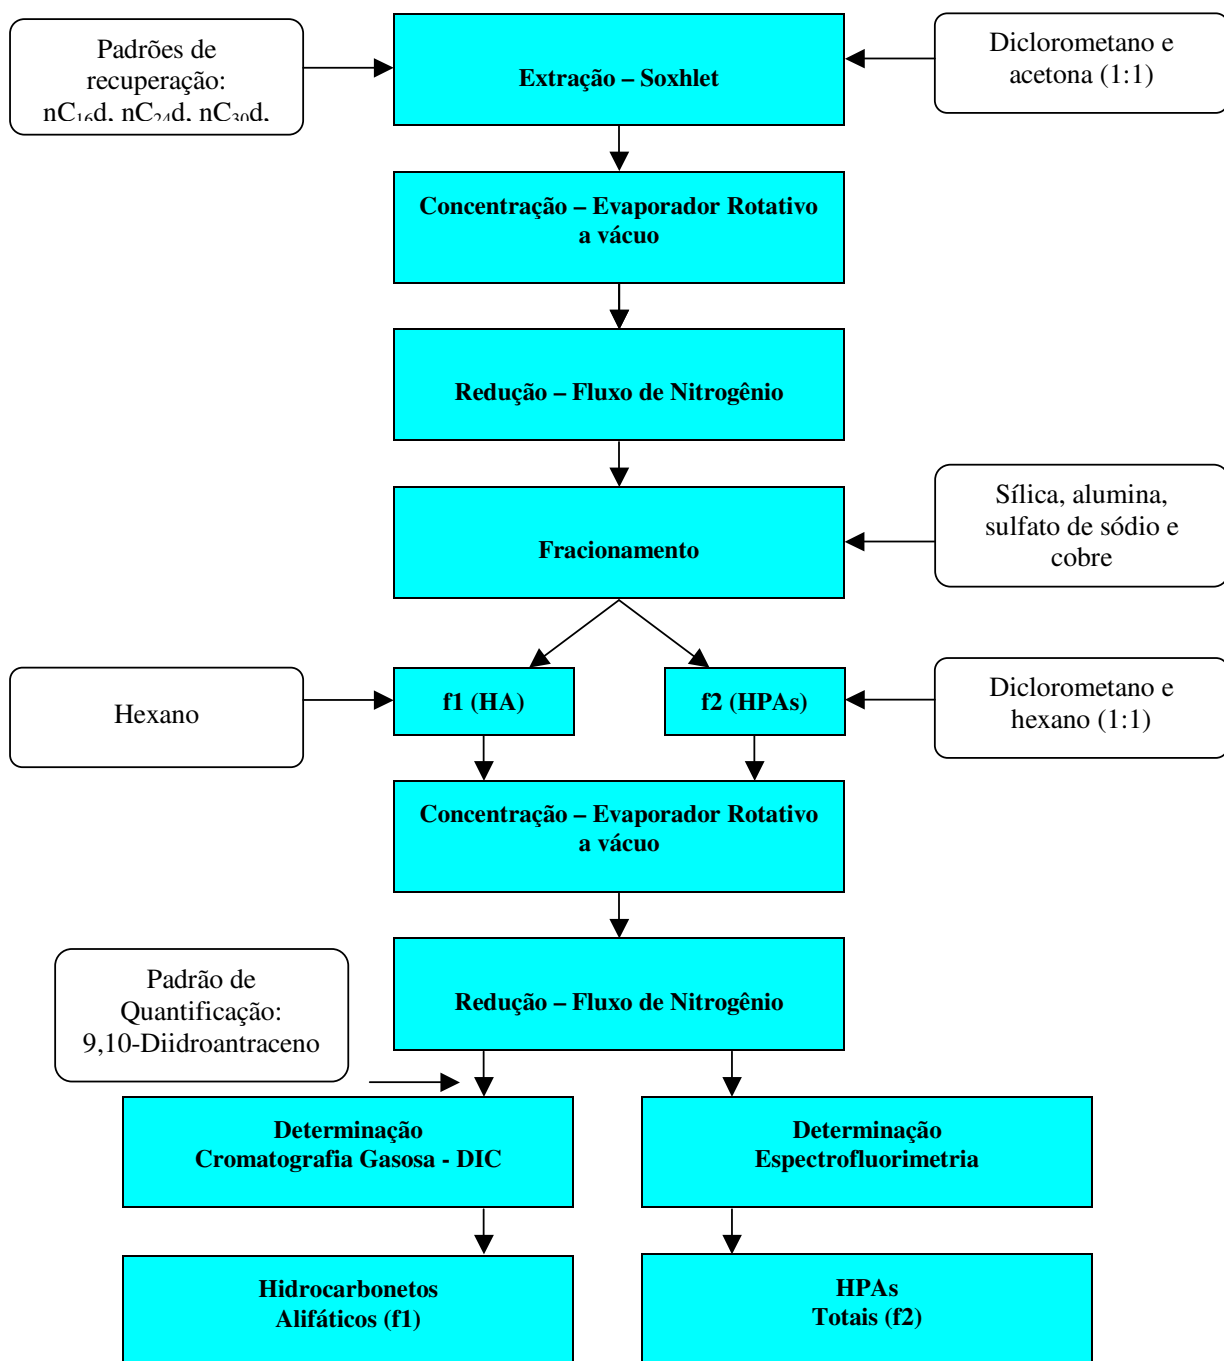 Padrões de
recuperação:
nC₁₆d, nC₂₄d, nC₃₀d,
Extração – Soxhlet
Diclorometano e
acetona (1:1)
Concentração – Evaporador Rotativo
a vácuo
Redução – Fluxo de Nitrogênio
Fracionamento
Sílica, alumina,
sulfato de sódio e
cobre
Hexano
f1 (HA)
f2 (HPAs)
Diclorometano e
hexano (1:1)
Concentração – Evaporador Rotativo
a vácuo
Padrão de
Quantificação:
9,10-Diidroantraceno
Redução – Fluxo de Nitrogênio
Determinação
Cromatografia Gasosa - DIC
Determinação
Espectrofluorimetria
Hidrocarbonetos
Alifáticos (f1)
HPAs
Totais (f2)